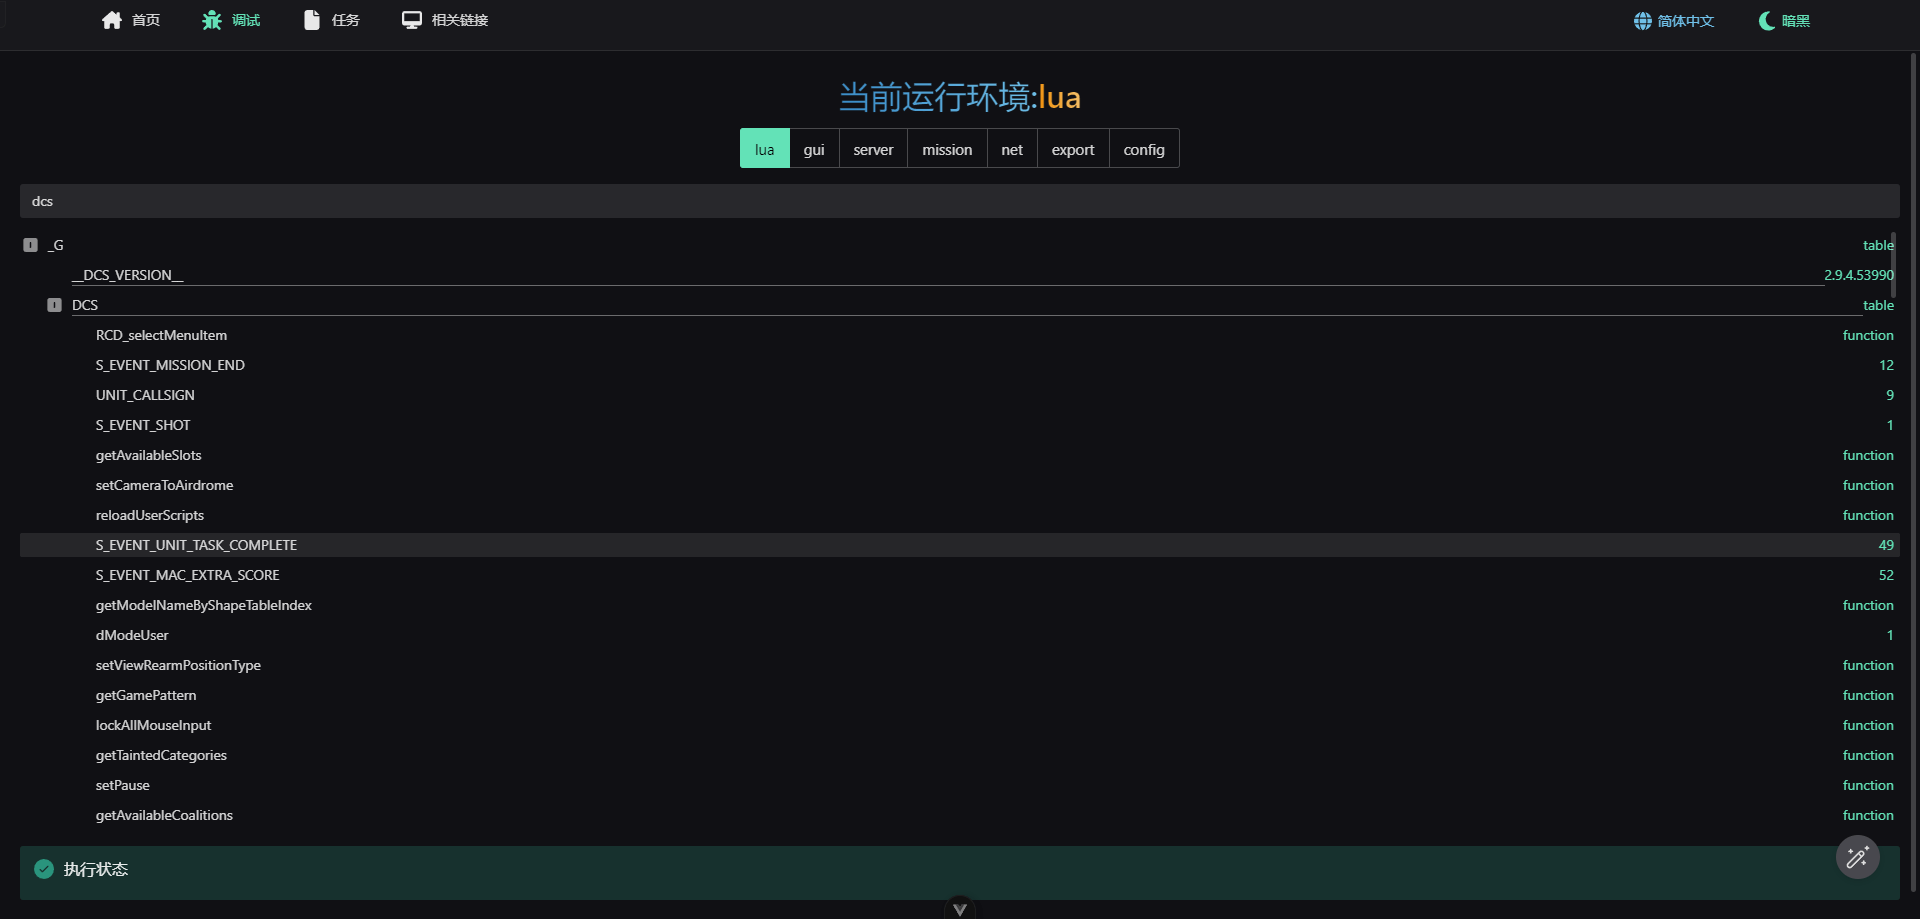 首页 调试 任务 相关链接 简体中文 暗黑
当前运行环境:lua
lua gui server mission net export config
dcs
_G table
__DCS_VERSION__ 2.9.4.53990
DCS table
RCD_selectMenuItem function
S_EVENT_MISSION_END 12
UNIT_CALLSIGN 9
S_EVENT_SHOT 1
getAvailableSlots function
setCameraToAirdrome function
reloadUserScripts function
S_EVENT_UNIT_TASK_COMPLETE 49
S_EVENT_MAC_EXTRA_SCORE 52
getModelNameByShapeTableIndex function
dModeUser 1
setViewRearmPositionType function
getGamePattern function
lockAllMouseInput function
getTaintedCategories function
setPause function
getAvailableCoalitions function
执行状态